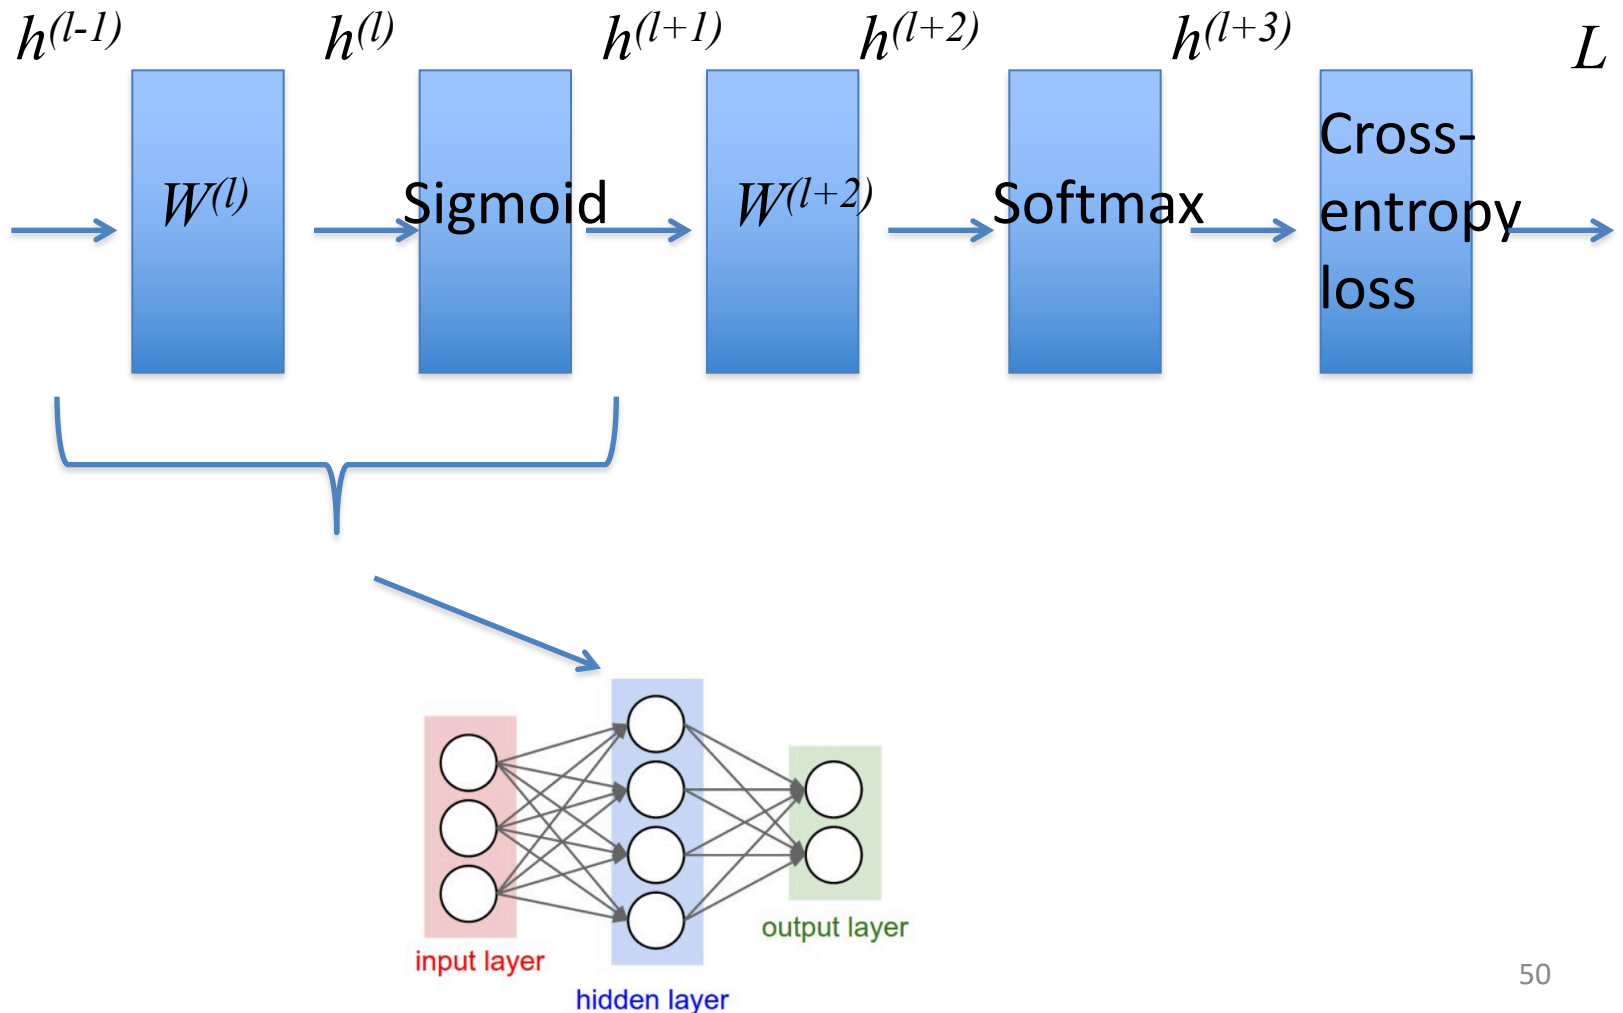 h(l-1) h(l) h(l+1) h(l+2) h(l+3) L
W(l) Sigmoid W(l+2) Softmax Cross-
entropy
loss
input layer
hidden layer
output layer
50